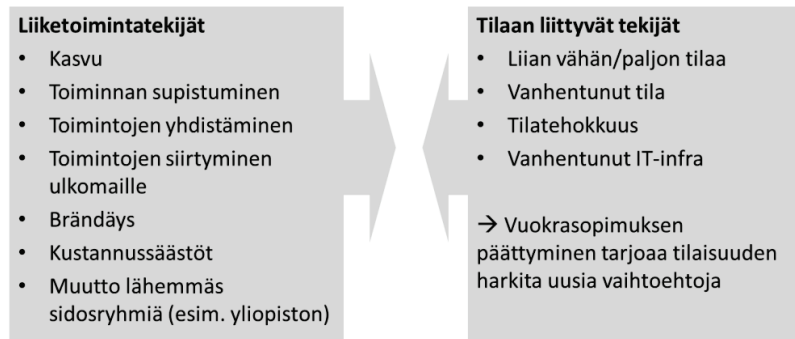 Liiketoimintatekijät
• Kasvu
• Toiminnan supistuminen
• Toimintojen yhdistäminen
• Toimintojen siirtyminen
ulkomaille
• Brändäys
• Kustannussäästöt
• Muutto lähemmäs
sidosryhmiä (esim. yliopiston)
Tilaan liittyvät tekijät
• Liian vähän/paljon tilaa
• Vanhentunut tila
• Tilatehokkuus
• Vanhentunut IT-infra
→ Vuokrasopimuksen
päättyminen tarjoaa tilaisuuden
harkita uusia vaihtoehtoja